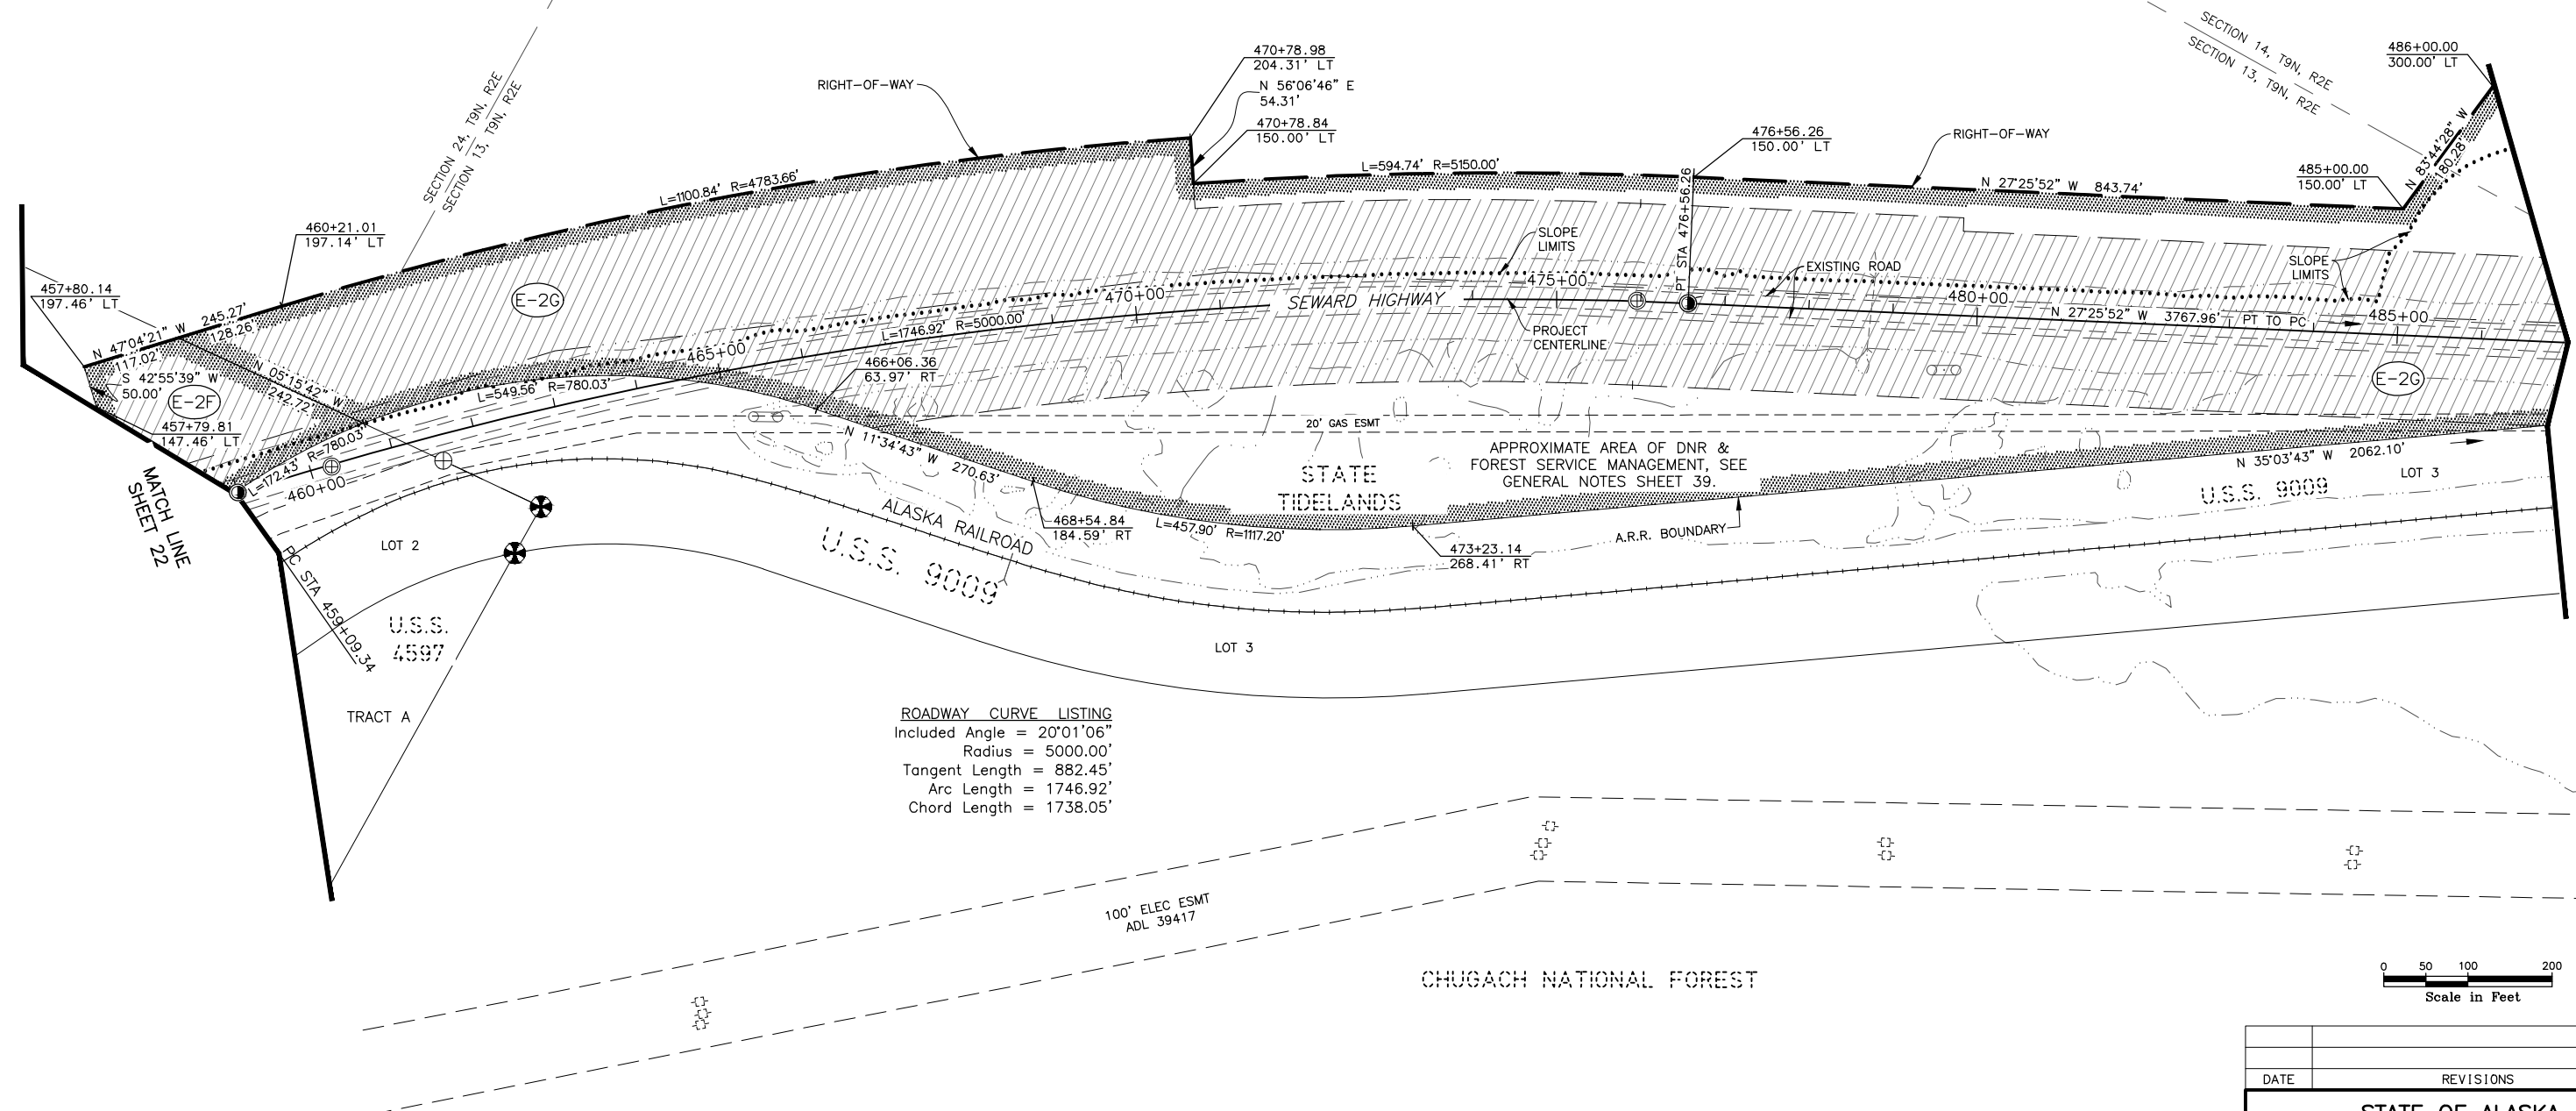 SECTION 14, T9N, R2E
SECTION 13, T9N, R2E
486+00.00
300.00' LT
470+78.98
204.31' LT
N 56°06'46" E
54.31'
RIGHT-OF-WAY
SECTION 24, T9N, R2E
SECTION 13, T9N, R2E
470+78.84
150.00' LT
476+56.26
150.00' LT
RIGHT-OF-WAY
N 83°44'28" W
180.28'
L=594.74' R=5150.00'
485+00.00
150.00' LT
N 27°25'52" W 843.74'
L=1100.84' R=4783.66'
PT STA 476+56.26
460+21.01
197.14' LT
SLOPE
LIMITS
EXISTING ROAD
SLOPE
LIMITS
457+80.14
197.46' LT
E-2G
470+00
SEWARD HIGHWAY
475+00
480+00
485+00
N 27°25'52" W 3767.96' PT TO PC
N 47°04'21" W 245.27'
117.02'
128.26'
L=1746.92' R=5000.00'
PROJECT
CENTERLINE
465+00
466+06.36
63.97' RT
S 42°55'39" W
50.00'
N 05°15'42" W
242.72'
L=549.56' R=780.03'
E-2F
E-2G
457+79.81
147.46' LT
20' GAS ESMT
N 11°34'43" W 270.63'
APPROXIMATE AREA OF DNR &
FOREST SERVICE MANAGEMENT, SEE
GENERAL NOTES SHEET 39.
STATE
TIDELANDS
N 35°03'43" W 2062.10'
LOT 3
U.S.S. 9009
L=172.43' R=780.03'
460+00
MATCH LINE
SHEET 22
ALASKA RAILROAD
468+54.84
184.59' RT
L=457.90' R=1117.20'
A.R.R. BOUNDARY
473+23.14
268.41' RT
U.S.S. 9009
LOT 2
PC STA 459+09.34
U.S.S.
4597
LOT 3
TRACT A
ROADWAY CURVE LISTING
Included Angle = 20°01'06"
Radius = 5000.00'
Tangent Length = 882.45'
Arc Length = 1746.92'
Chord Length = 1738.05'
100' ELEC ESMT
ADL 39417
CHUGACH NATIONAL FOREST
0 50 100 200
Scale in Feet
DATE REVISIONS
STATE OF ALASKA